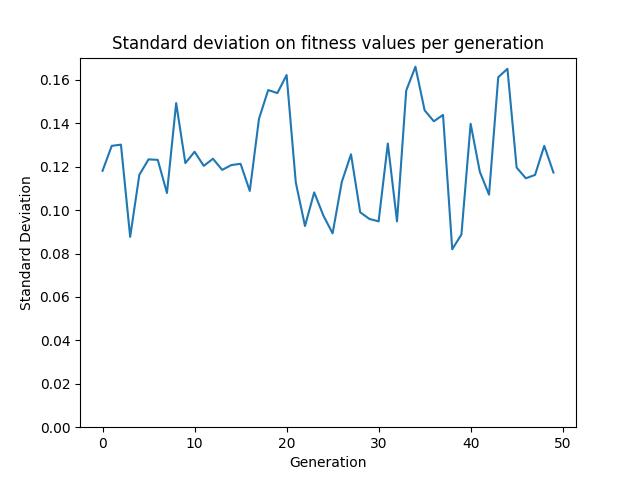 Standard deviation on fitness values per generation
0.16
0.14
0.12
0.10
0.08
0.06
0.04
0.02
0.00
Standard Deviation
0 10 20 30 40 50
Generation